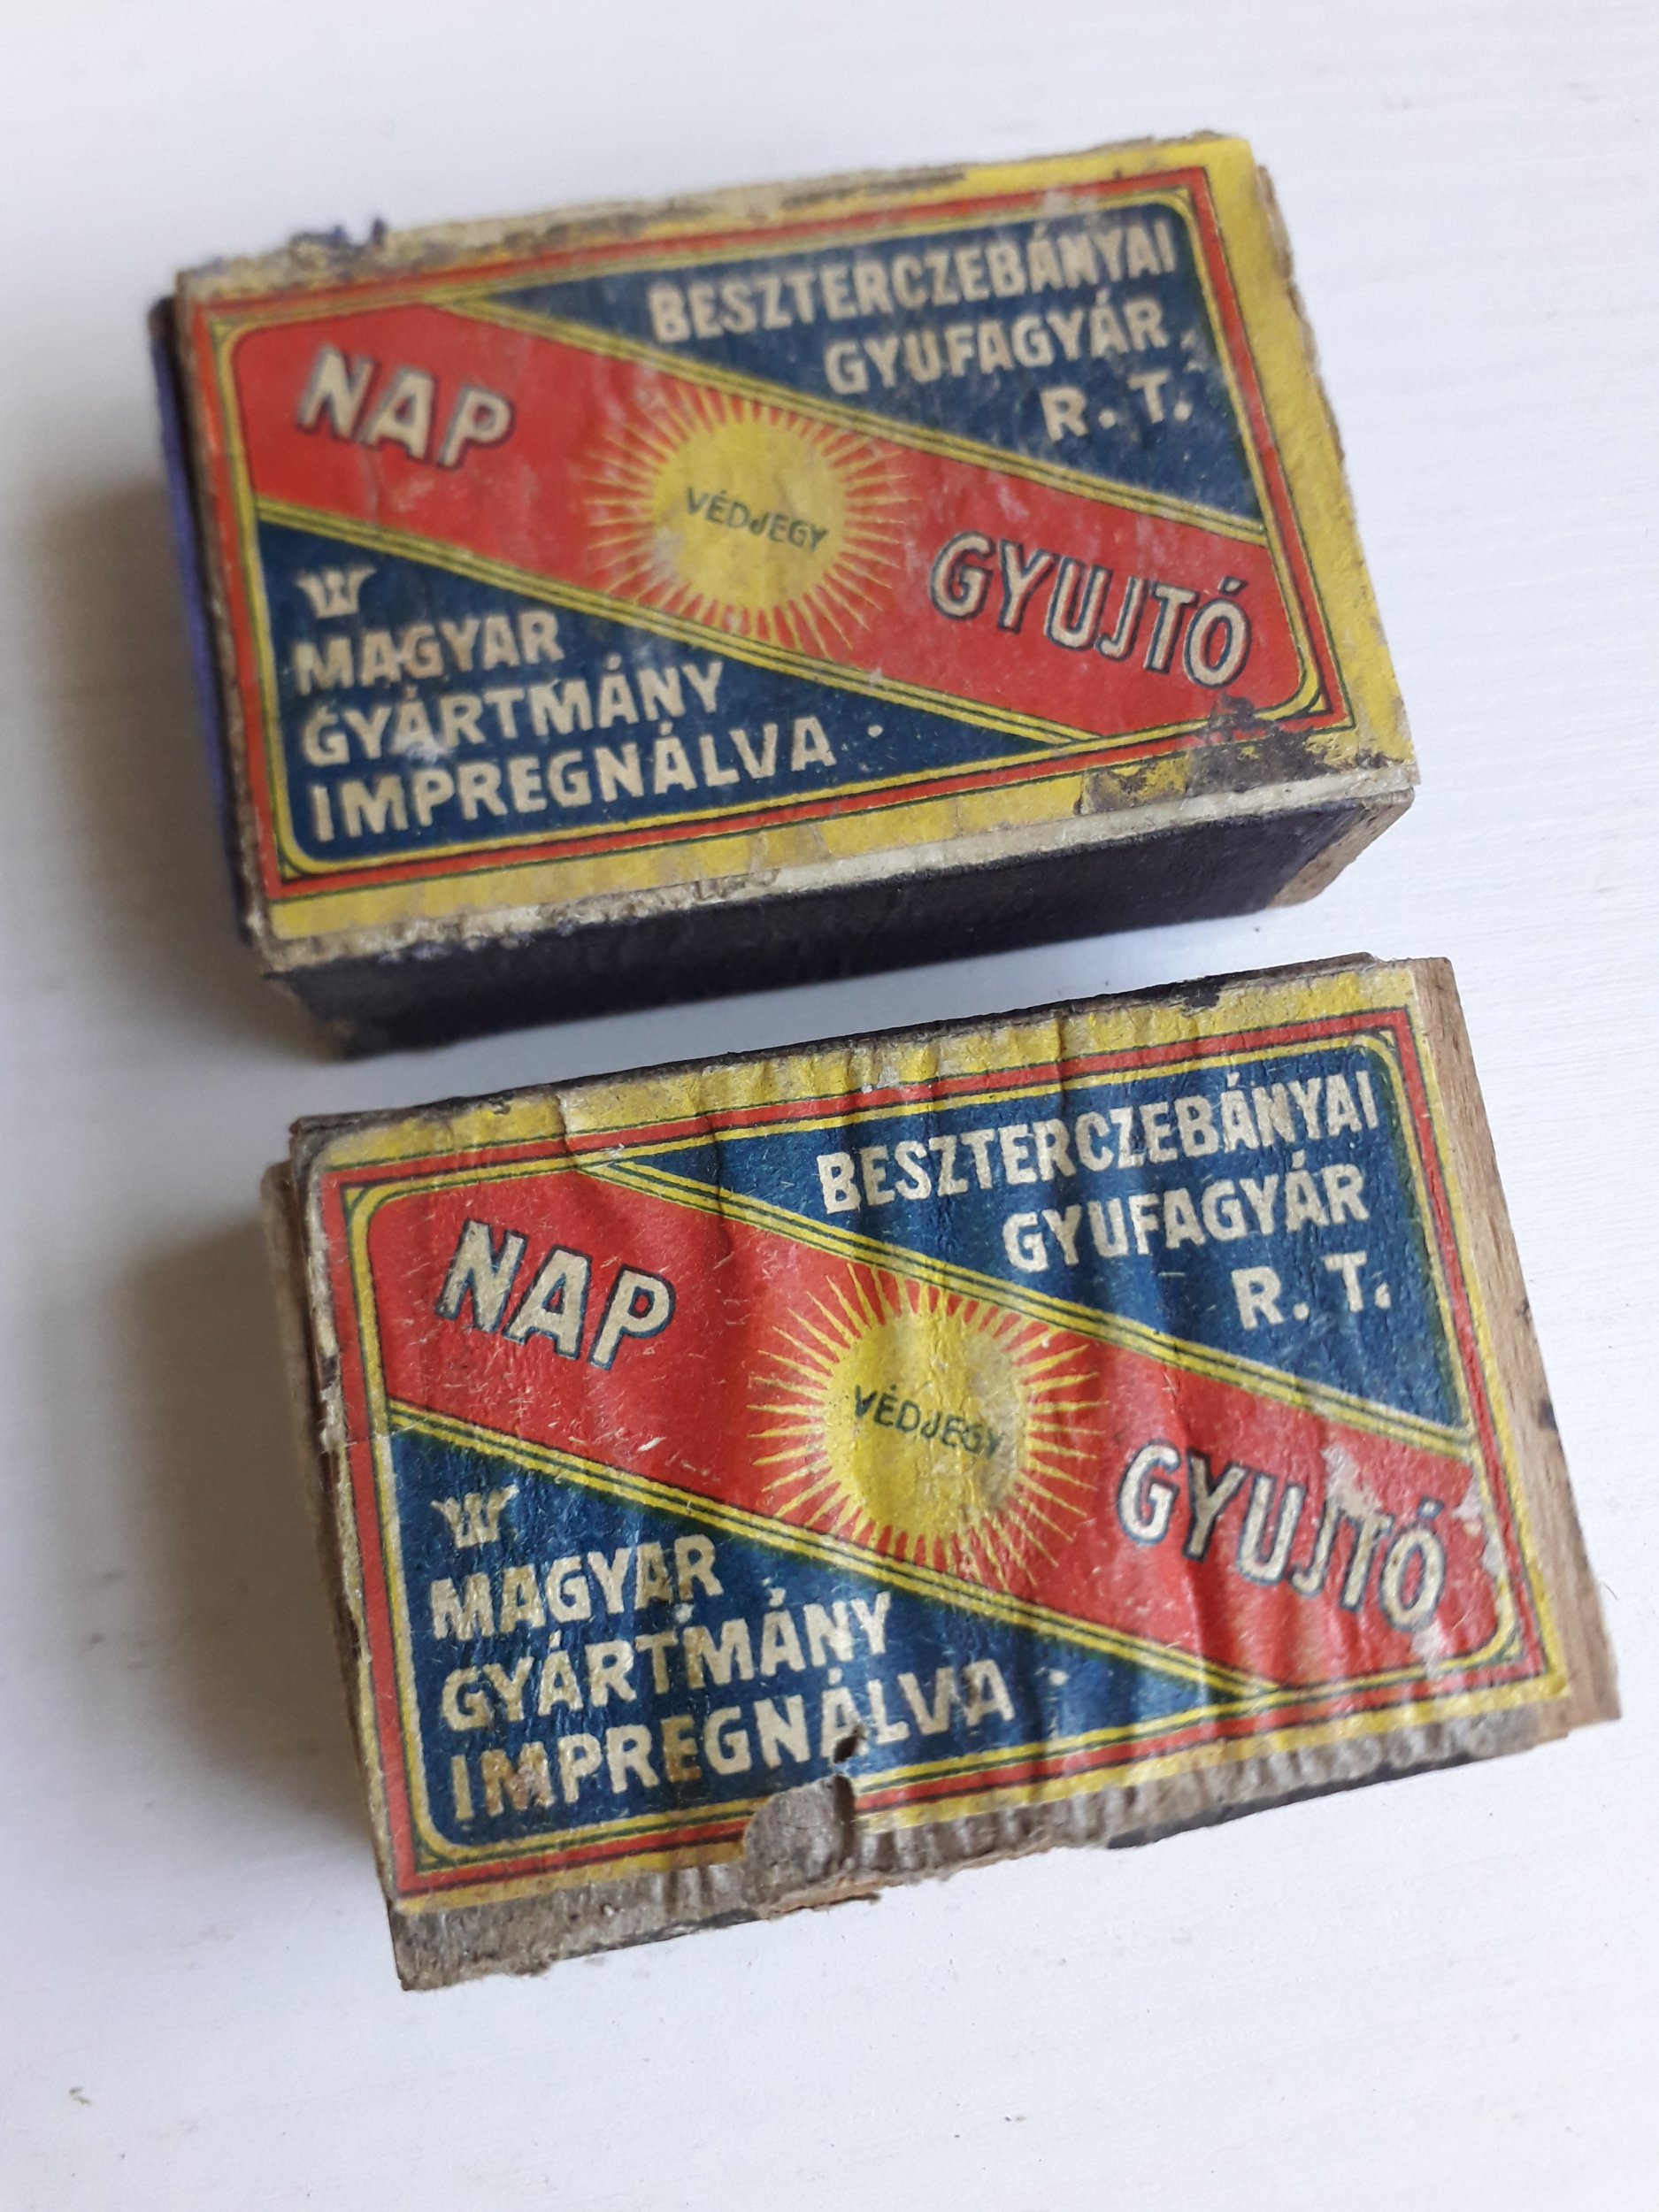 BESZTERCZEBÁNYAI
GYUFAGYÁR
R. T.
NAP
VÉDJEGY
GYUJTÓ
MAGYAR
GYÁRTMÁNY
IMPREGNÁLVA
BESZTERCZEBÁNYAI
GYUFAGYÁR
R. T.
NAP
VÉDJEGY
GYUJTÓ
MAGYAR
GYÁRTMÁNY
IMPREGNÁLVA